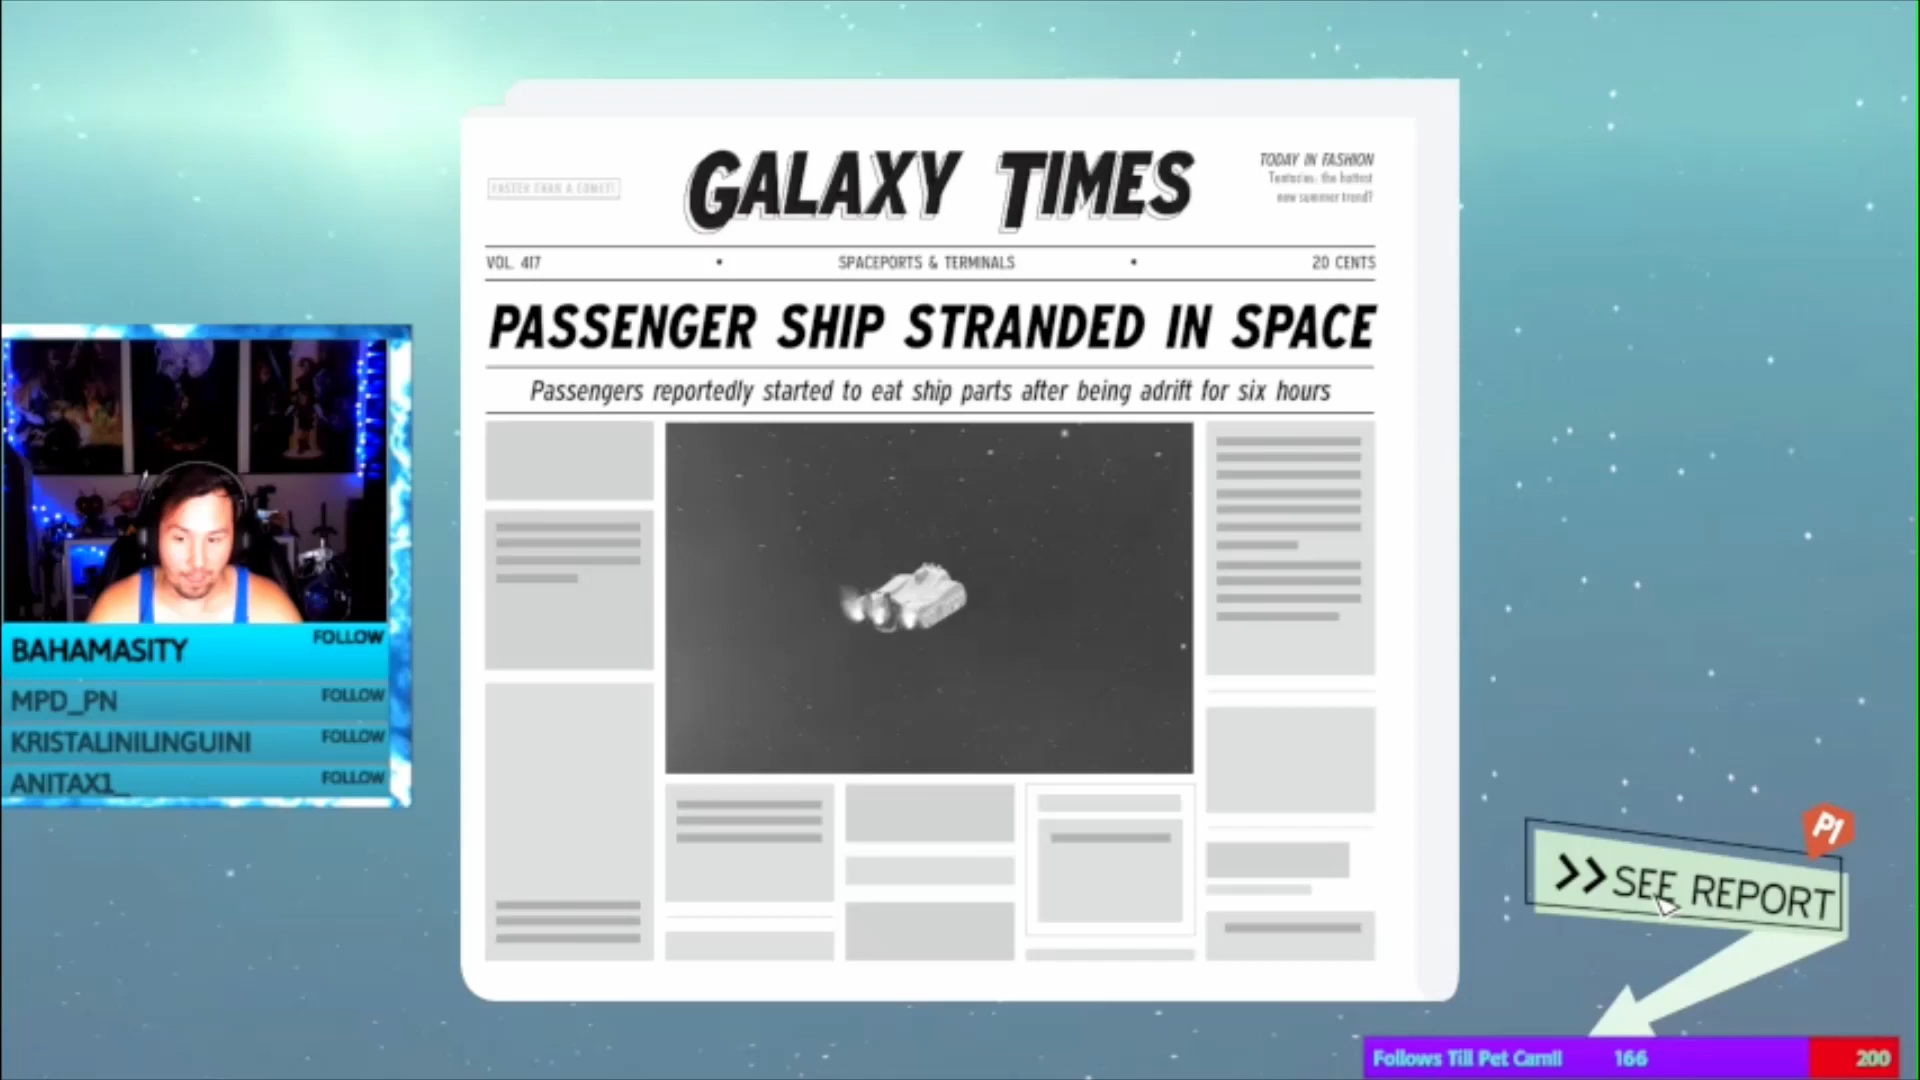 FASTER THAN A COMET!
GALAXY TIMES
TODAY IN FASHION
Tentacles: the hottest
new summer trend?
VOL. 417 • SPACEPORTS & TERMINALS • 20 CENTS
PASSENGER SHIP STRANDED IN SPACE
Passengers reportedly started to eat ship parts after being adrift for six hours
BAHAMASITY FOLLOW
MPD_PN FOLLOW
KRISTALINILINGUINI FOLLOW
ANITAX1_ FOLLOW
P1
>>SEE REPORT
Follows Till Pet Cam!! 166 200